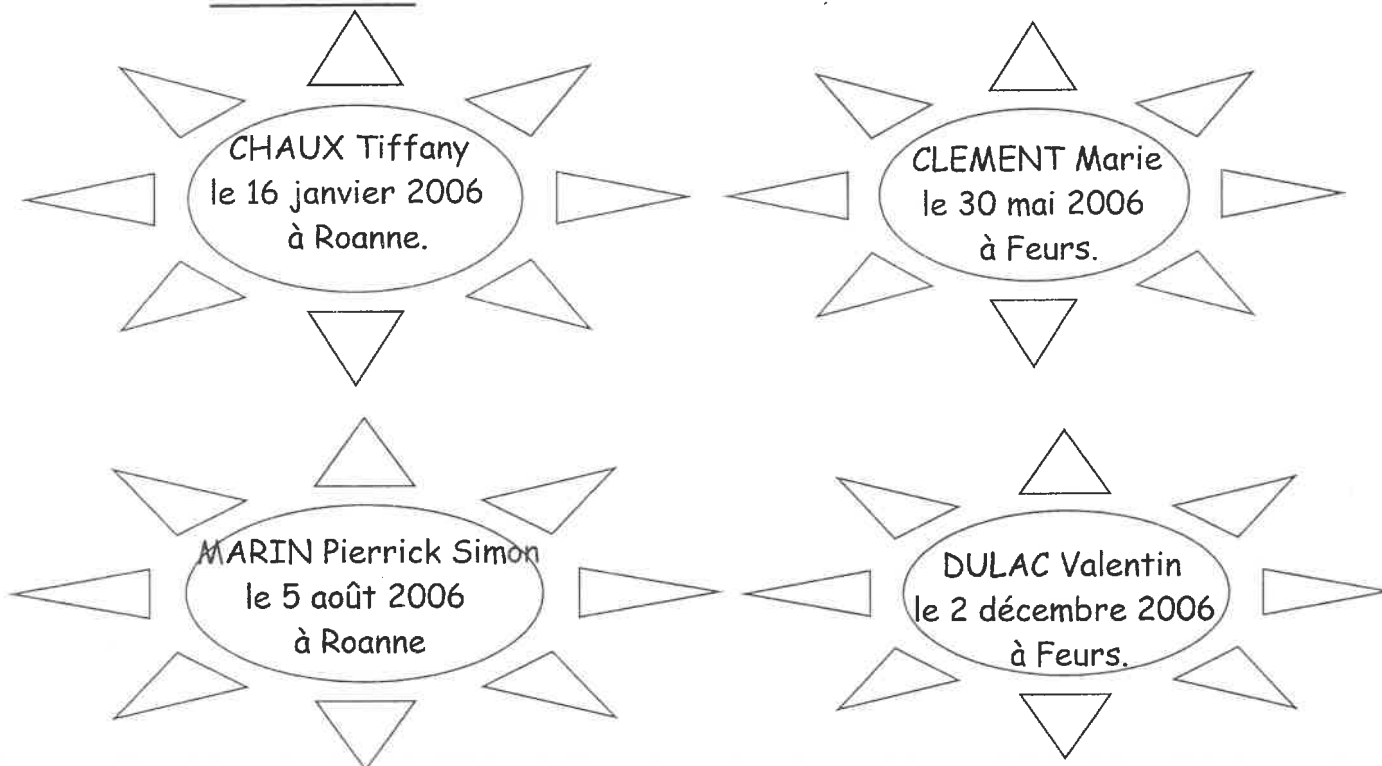 CHAUX Tiffany
le 16 janvier 2006
à Roanne.
CLEMENT Marie
le 30 mai 2006
à Feurs.
MARIN Pierrick Simon
le 5 août 2006
à Roanne
DULAC Valentin
le 2 décembre 2006
à Feurs.